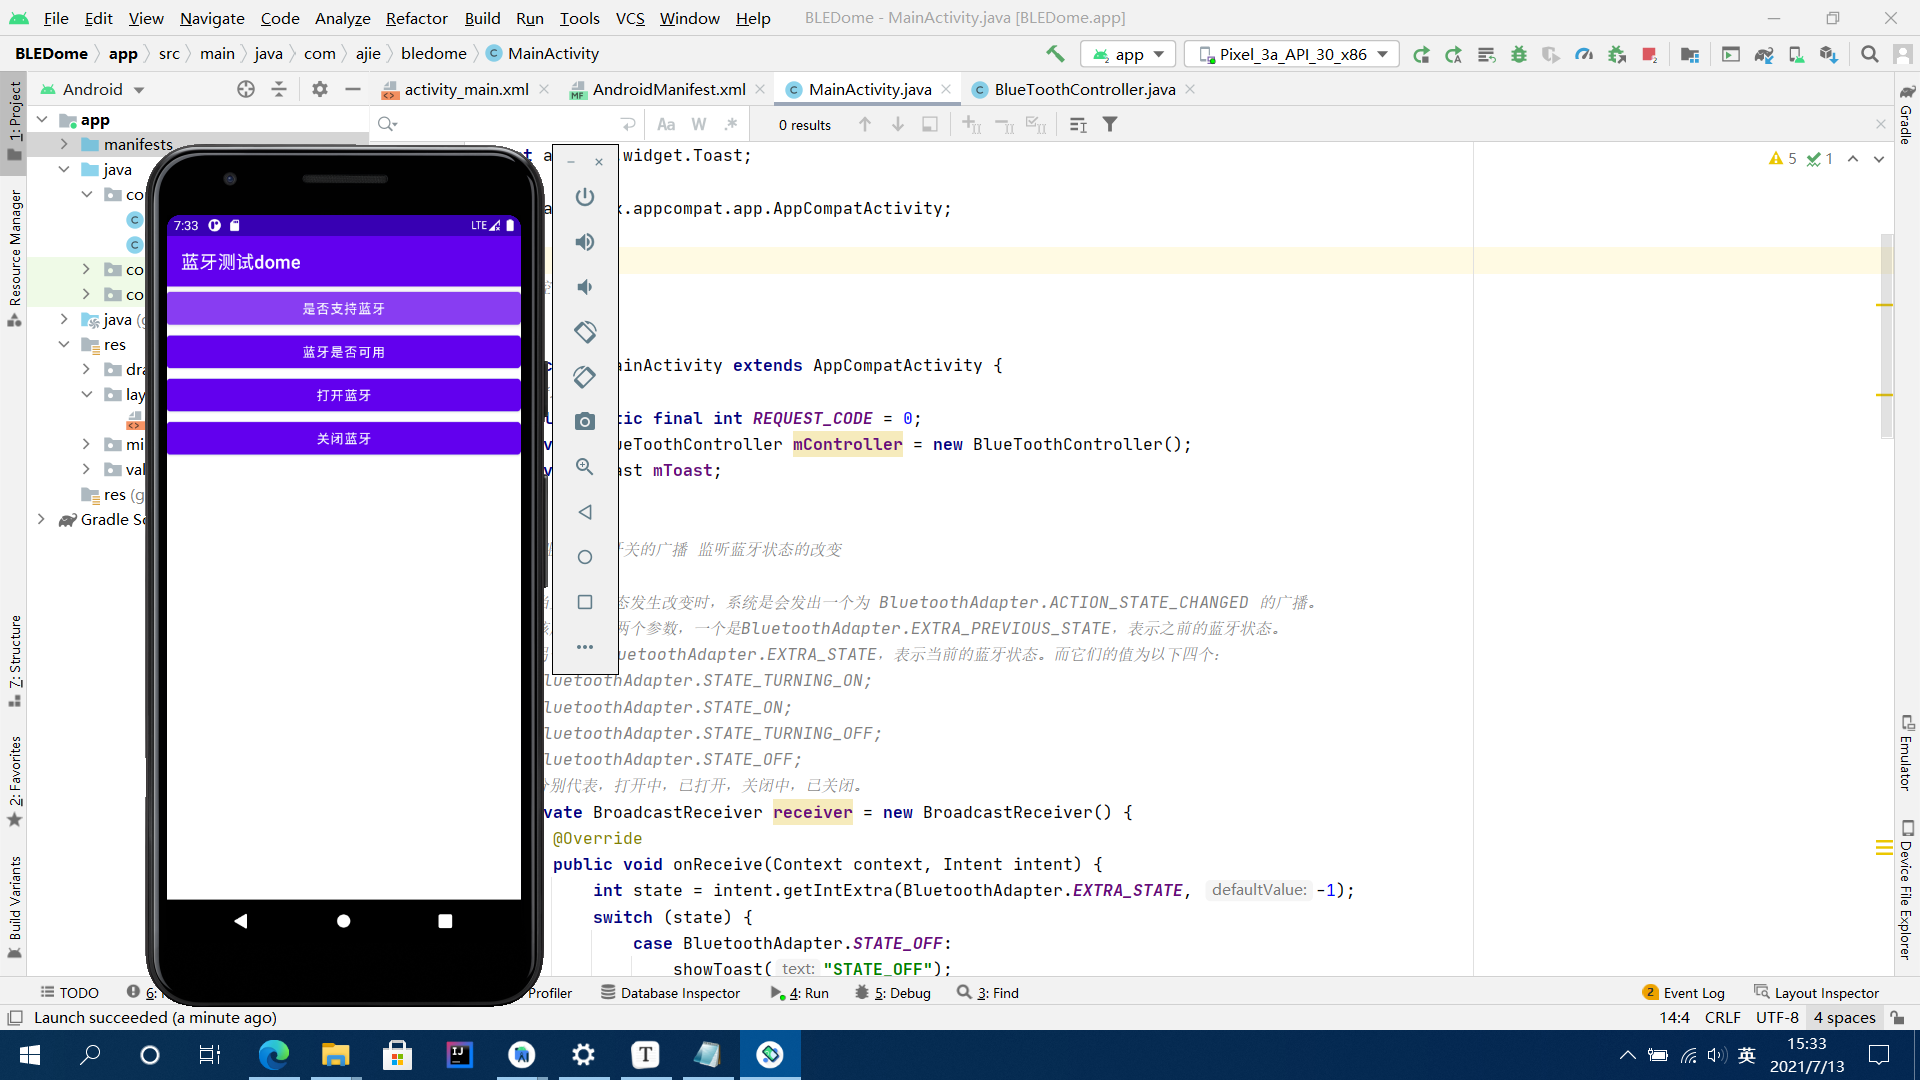 File Edit View Navigate Code Analyze Refactor Build Run Tools VCS Window Help BLEDome - MainActivity.java [BLEDome.app]
BLEDome app src main java com ajie bledome MainActivity app Pixel_3a_API_30_x86
Android activity_main.xml AndroidManifest.xml MainActivity.java BlueToothController.java
Aa W .* 0 results
1: Project
Resource Manager
7: Structure
2: Favorites
Build Variants
app
manifests
java
co
co
co
java (g
res
dra
lay
mi
val
res (g
Gradle Sc
7:33 LTE
蓝牙测试dome
是否支持蓝牙
蓝牙是否可用
打开蓝牙
关闭蓝牙
5 1
.widget.Toast;
x.appcompat.app.AppCompatActivity;
ainActivity extends AppCompatActivity {
tic final int REQUEST_CODE = 0;
ueToothController mController = new BlueToothController();
ast mToast;
开关的广播 监听蓝牙状态的改变
态发生改变时，系统是会发出一个为 BluetoothAdapter.ACTION_STATE_CHANGED 的广播。
两个参数，一个是BluetoothAdapter.EXTRA_PREVIOUS_STATE，表示之前的蓝牙状态。
uetoothAdapter.EXTRA_STATE，表示当前的蓝牙状态。而它们的值为以下四个：
luetoothAdapter.STATE_TURNING_ON;
luetoothAdapter.STATE_ON;
luetoothAdapter.STATE_TURNING_OFF;
luetoothAdapter.STATE_OFF;
分别代表，打开中，已打开，关闭中，已关闭。
vate BroadcastReceiver receiver = new BroadcastReceiver() {
@Override
public void onReceive(Context context, Intent intent) {
int state = intent.getIntExtra(BluetoothAdapter.EXTRA_STATE, defaultValue: -1);
switch (state) {
case BluetoothAdapter.STATE_OFF:
showToast( text: "STATE_OFF");
Gradle
Emulator
Device File Explorer
TODO 6: Profiler Database Inspector 4: Run 5: Debug 3: Find 2 Event Log Layout Inspector
Launch succeeded (a minute ago) 14:4 CRLF UTF-8 4 spaces
英 15:33
2021/7/13